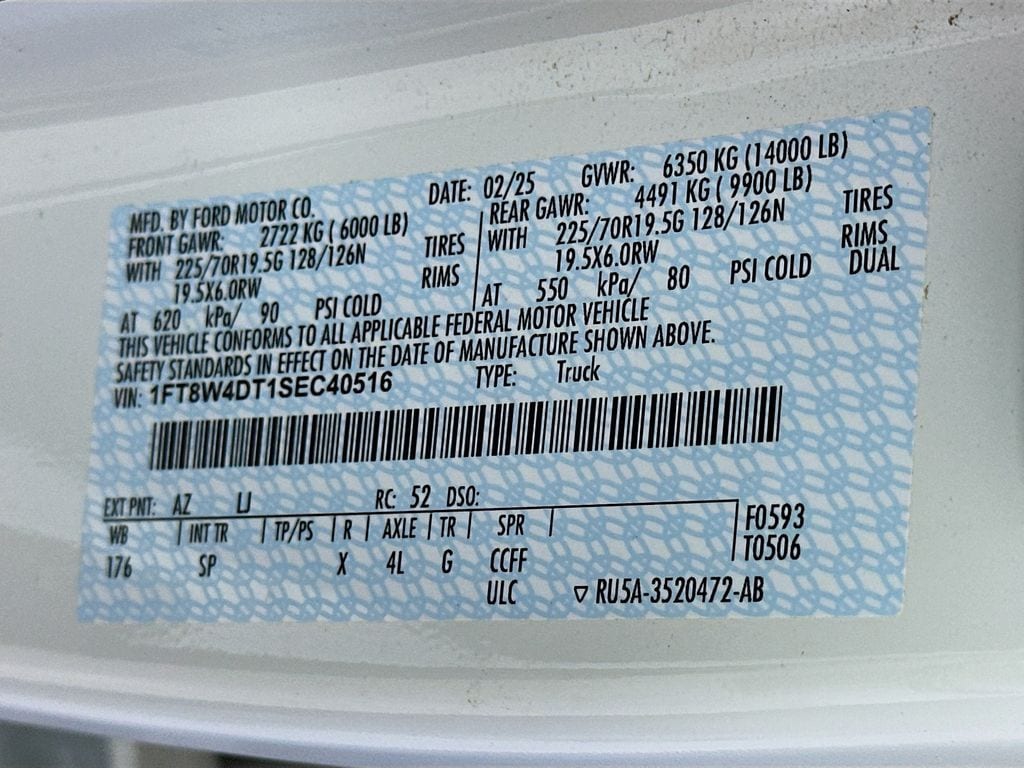 MFD. BY FORD MOTOR CO. DATE: 02/25 GVWR: 6350 KG (14000 LB)
FRONT GAWR: 2722 KG ( 6000 LB) REAR GAWR: 4491 KG ( 9900 LB)
WITH 225/70R19.5G 128/126N TIRES WITH 225/70R19.5G 128/126N TIRES
19.5X6.0RW RIMS 19.5X6.0RW RIMS
AT 620 kPa/ 90 PSI COLD AT 550 kPa/ 80 PSI COLD DUAL
THIS VEHICLE CONFORMS TO ALL APPLICABLE FEDERAL MOTOR VEHICLE
SAFETY STANDARDS IN EFFECT ON THE DATE OF MANUFACTURE SHOWN ABOVE.
VIN: 1FT8W4DT1SEC40516 TYPE: Truck
EXT PNT: AZ LJ RC: 52 DSO:
WB INT TR TP/PS R AXLE TR SPR F0593
176 SP X 4L G CCFF T0506
ULC ▽ RU5A-3520472-AB